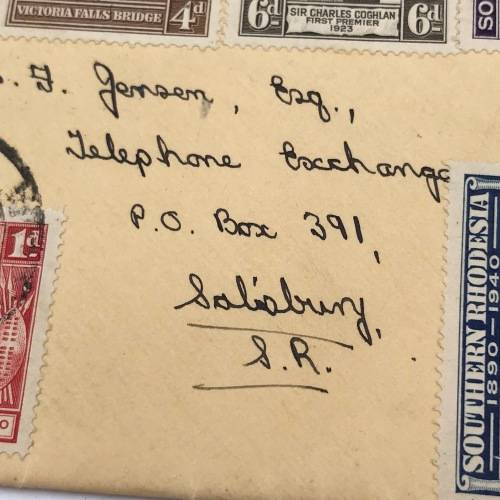 VICTORIA FALLS BRIDGE 4d
6d SIR CHARLES COGHLAN 6d
FIRST PREMIER
1923
SO
. J. Jensen, Esq.,
Telephone Exchange
P.O. Box 391,
Salisbury,
S.R.
1d
SOUTHERN RHODESIA
1890 1940